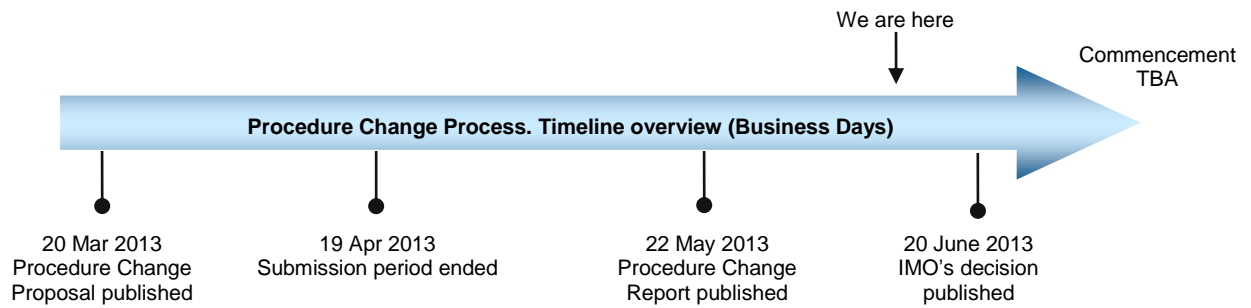 We are here
Commencement
TBA
Procedure Change Process. Timeline overview (Business Days)
20 Mar 2013
Procedure Change
Proposal published
19 Apr 2013
Submission period ended
22 May 2013
Procedure Change
Report published
20 June 2013
IMO's decision
published